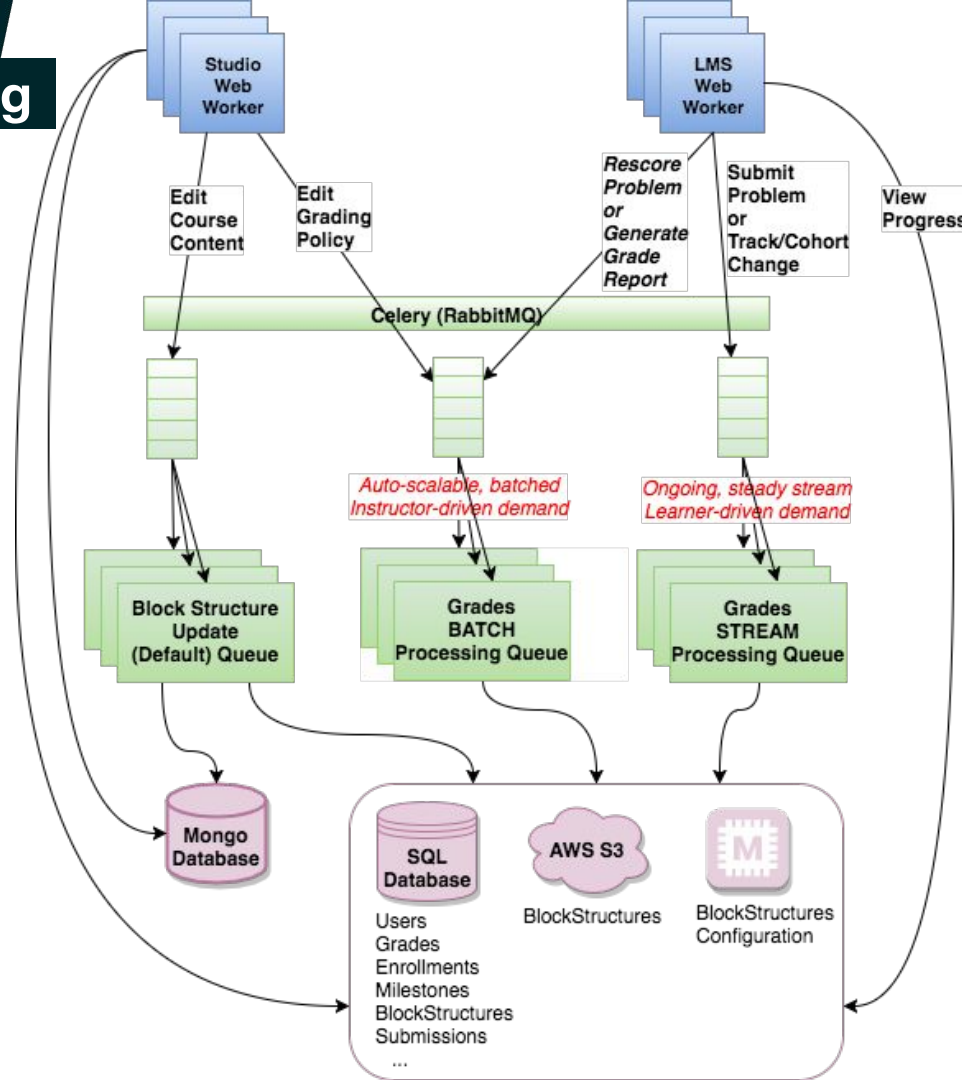 g
Studio
Web
Worker
LMS
Web
Worker
Edit
Course
Content
Edit
Grading
Policy
Rescore
Problem
or
Generate
Grade
Report
Submit
Problem
or
Track/Cohort
Change
View
Progress
Celery (RabbitMQ)
Auto-scalable, batched
Instructor-driven demand
Ongoing, steady stream
Learner-driven demand
Block Structure
Update
(Default) Queue
Grades
BATCH
Processing Queue
Grades
STREAM
Processing Queue
Mongo
Database
SQL
Database
AWS S3
M
Users
Grades
Enrollments
Milestones
BlockStructures
Submissions
...
BlockStructures
BlockStructures
Configuration